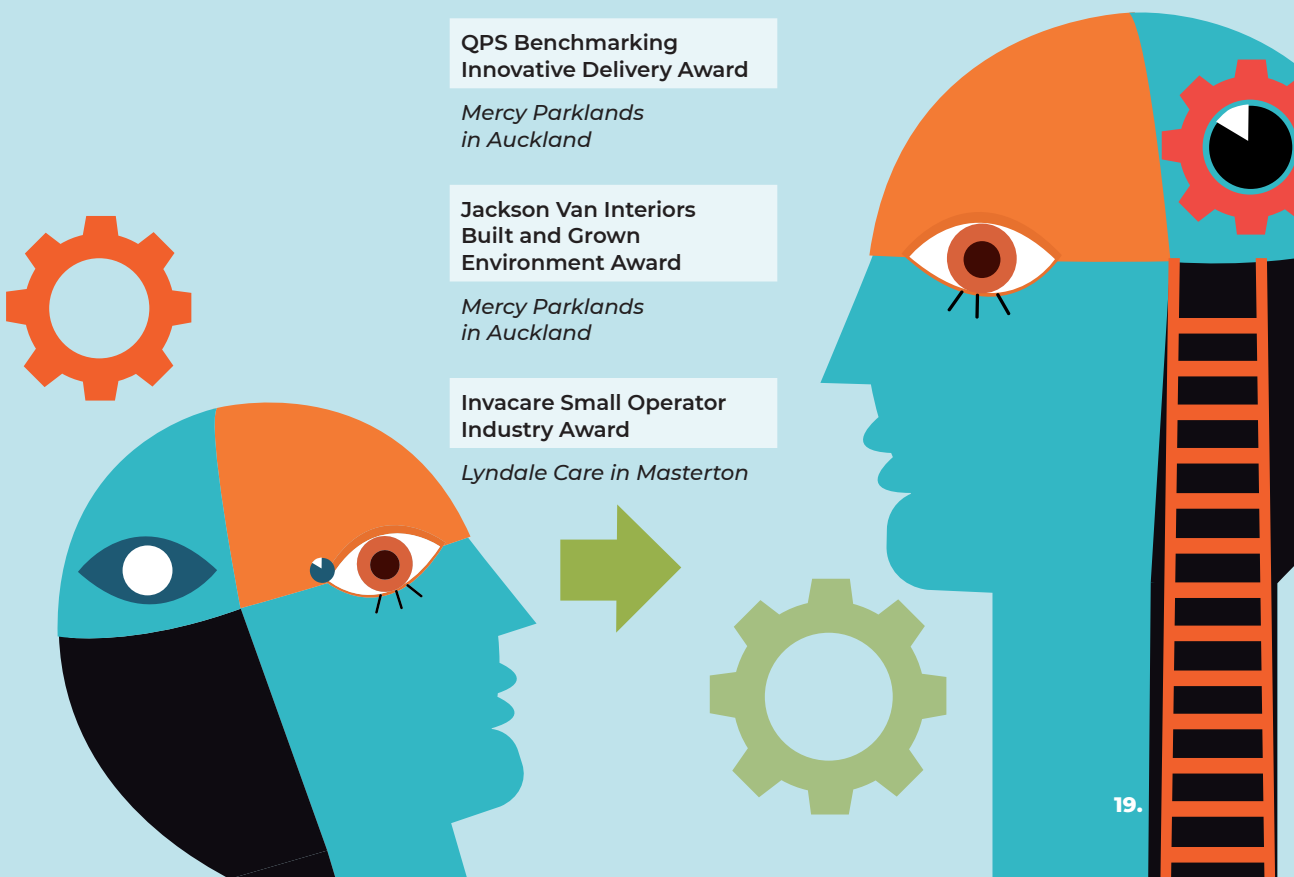 QPS Benchmarking
Innovative Delivery Award
Mercy Parklands
in Auckland
Jackson Van Interiors
Built and Grown
Environment Award
Mercy Parklands
in Auckland
Invacare Small Operator
Industry Award
Lyndale Care in Masterton
19.